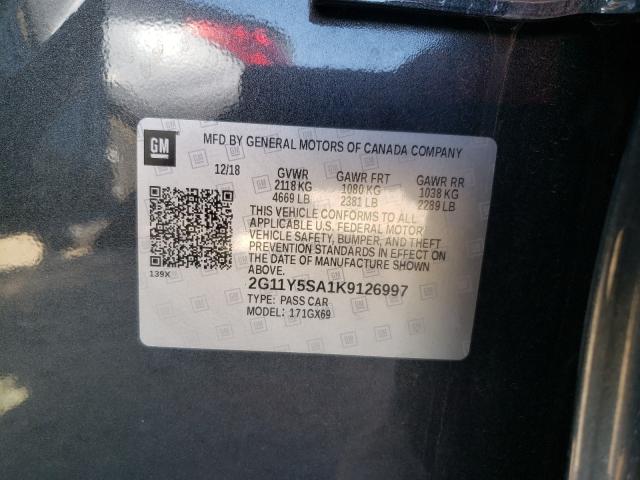 GM
MFD BY GENERAL MOTORS OF CANADA COMPANY
12/18 GVWR GAWR FRT GAWR RR
2118 KG 1080 KG 1038 KG
4669 LB 2381 LB 2289 LB
THIS VEHICLE CONFORMS TO ALL
APPLICABLE U.S. FEDERAL MOTOR
VEHICLE SAFETY, BUMPER, AND THEFT
PREVENTION STANDARDS IN EFFECT ON
THE DATE OF MANUFACTURE SHOWN
ABOVE.
139X
2G11Y5SA1K9126997
TYPE: PASS CAR
MODEL: 171GX69